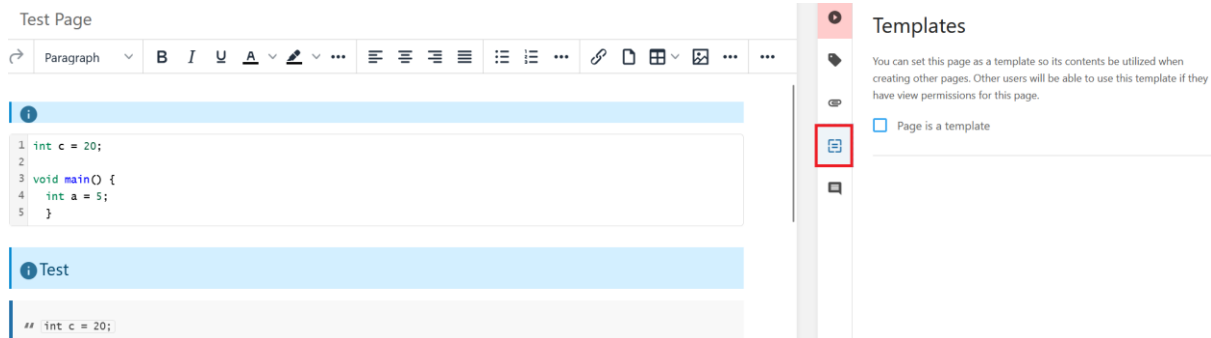 Test Page
Paragraph
B I U A
1 int c = 20;
2
3 void main() {
4 int a = 5;
5 }
Test
" int c = 20;
Templates
You can set this page as a template so its contents be utilized when
creating other pages. Other users will be able to use this template if they
have view permissions for this page.
Page is a template